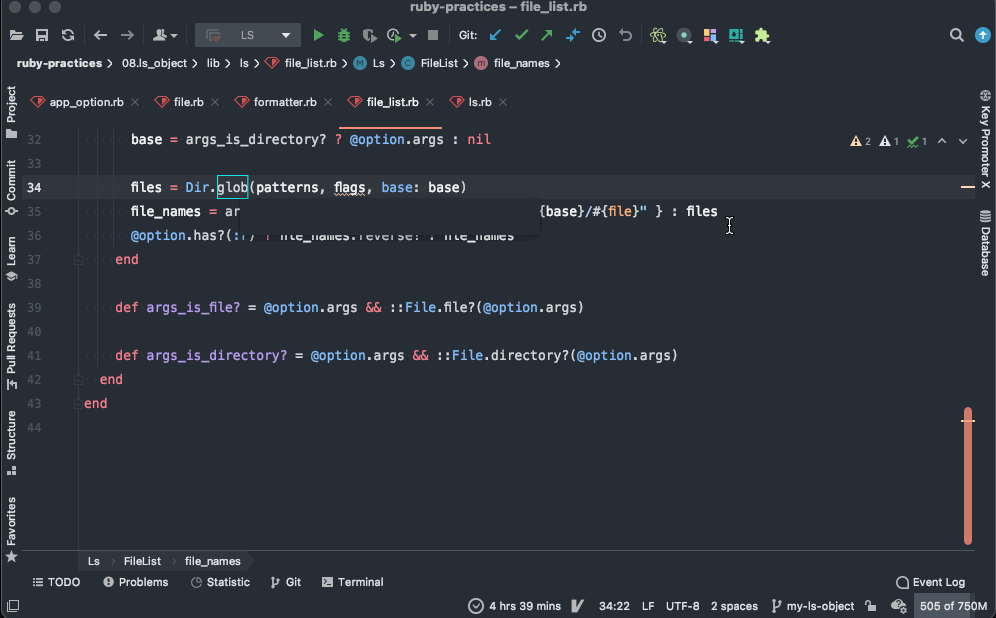 ruby-practices – file_list.rb
LS Git:
ruby-practices 08.ls_object lib ls file_list.rb Ls FileList file_names
app_option.rb file.rb formatter.rb file_list.rb ls.rb
Project
Commit
Learn
Pull Requests
Structure
Favorites
Key Promoter X
Database
2 1 1
32 base = args_is_directory? ? @option.args : nil
33
34 files = Dir.glob(patterns, flags, base: base)
35 file_names = ar {base}/#{file}" } : files
36 @option.has?(:r) ? file_names.reverse? : file_names
37 end
38
39 def args_is_file? = @option.args && ::File.file?(@option.args)
40
41 def args_is_directory? = @option.args && ::File.directory?(@option.args)
42 end
43 end
44
Ls FileList file_names
TODO Problems Statistic Git Terminal Event Log
4 hrs 39 mins 34:22 LF UTF-8 2 spaces my-ls-object 505 of 750M